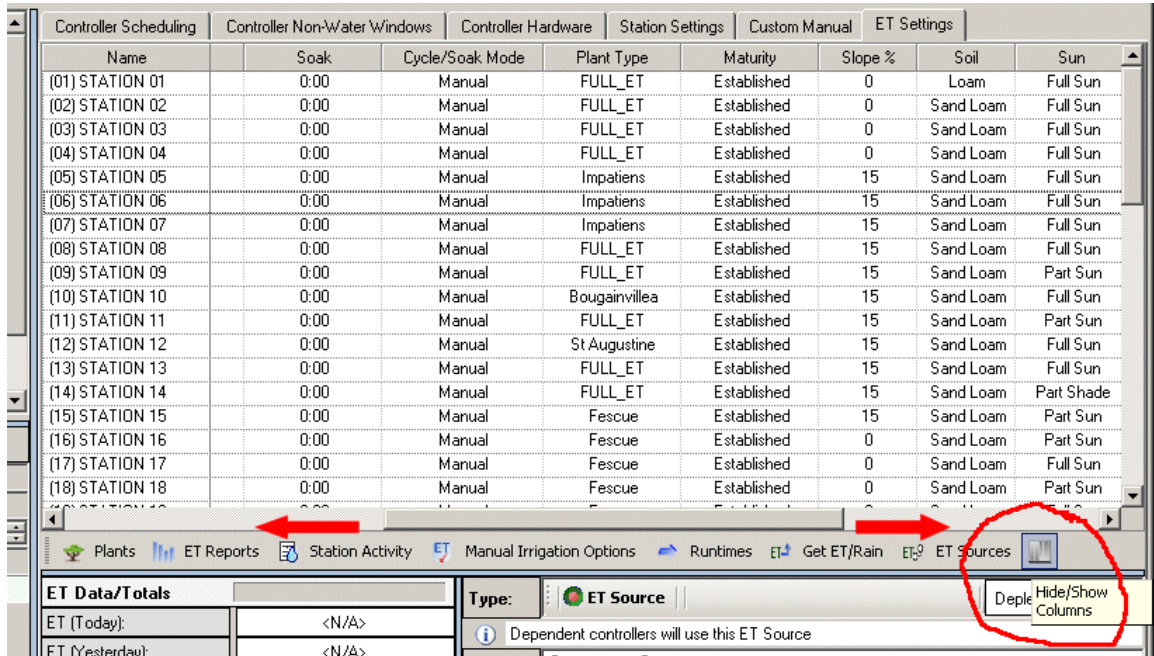 Controller Scheduling Controller Non-Water Windows Controller Hardware Station Settings Custom Manual ET Settings
Name Soak Cycle/Soak Mode Plant Type Maturity Slope % Soil Sun
(01) STATION 01 0:00 Manual FULL_ET Established 0 Loam Full Sun
(02) STATION 02 0:00 Manual FULL_ET Established 0 Sand Loam Full Sun
(03) STATION 03 0:00 Manual FULL_ET Established 0 Sand Loam Full Sun
(04) STATION 04 0:00 Manual FULL_ET Established 0 Sand Loam Full Sun
(05) STATION 05 0:00 Manual Impatiens Established 15 Sand Loam Full Sun
(06) STATION 06 0:00 Manual Impatiens Established 15 Sand Loam Full Sun
(07) STATION 07 0:00 Manual Impatiens Established 15 Sand Loam Full Sun
(08) STATION 08 0:00 Manual FULL_ET Established 15 Sand Loam Full Sun
(09) STATION 09 0:00 Manual FULL_ET Established 15 Sand Loam Part Sun
(10) STATION 10 0:00 Manual Bougainvillea Established 15 Sand Loam Full Sun
(11) STATION 11 0:00 Manual FULL_ET Established 15 Sand Loam Part Sun
(12) STATION 12 0:00 Manual St Augustine Established 15 Sand Loam Full Sun
(13) STATION 13 0:00 Manual FULL_ET Established 15 Sand Loam Full Sun
(14) STATION 14 0:00 Manual FULL_ET Established 15 Sand Loam Part Shade
(15) STATION 15 0:00 Manual Fescue Established 15 Sand Loam Part Sun
(16) STATION 16 0:00 Manual Fescue Established 0 Sand Loam Part Sun
(17) STATION 17 0:00 Manual Fescue Established 0 Sand Loam Full Sun
(18) STATION 18 0:00 Manual Fescue Established 0 Sand Loam Part Sun
Plants ET Reports Station Activity ET Manual Irrigation Options Runtimes ET Get ET/Rain ET ET Sources
ET Data/Totals Type: ET Source Deple Hide/Show
Columns
ET (Today): <N/A> Dependent controllers will use this ET Source
ET (Yesterday): <N/A>